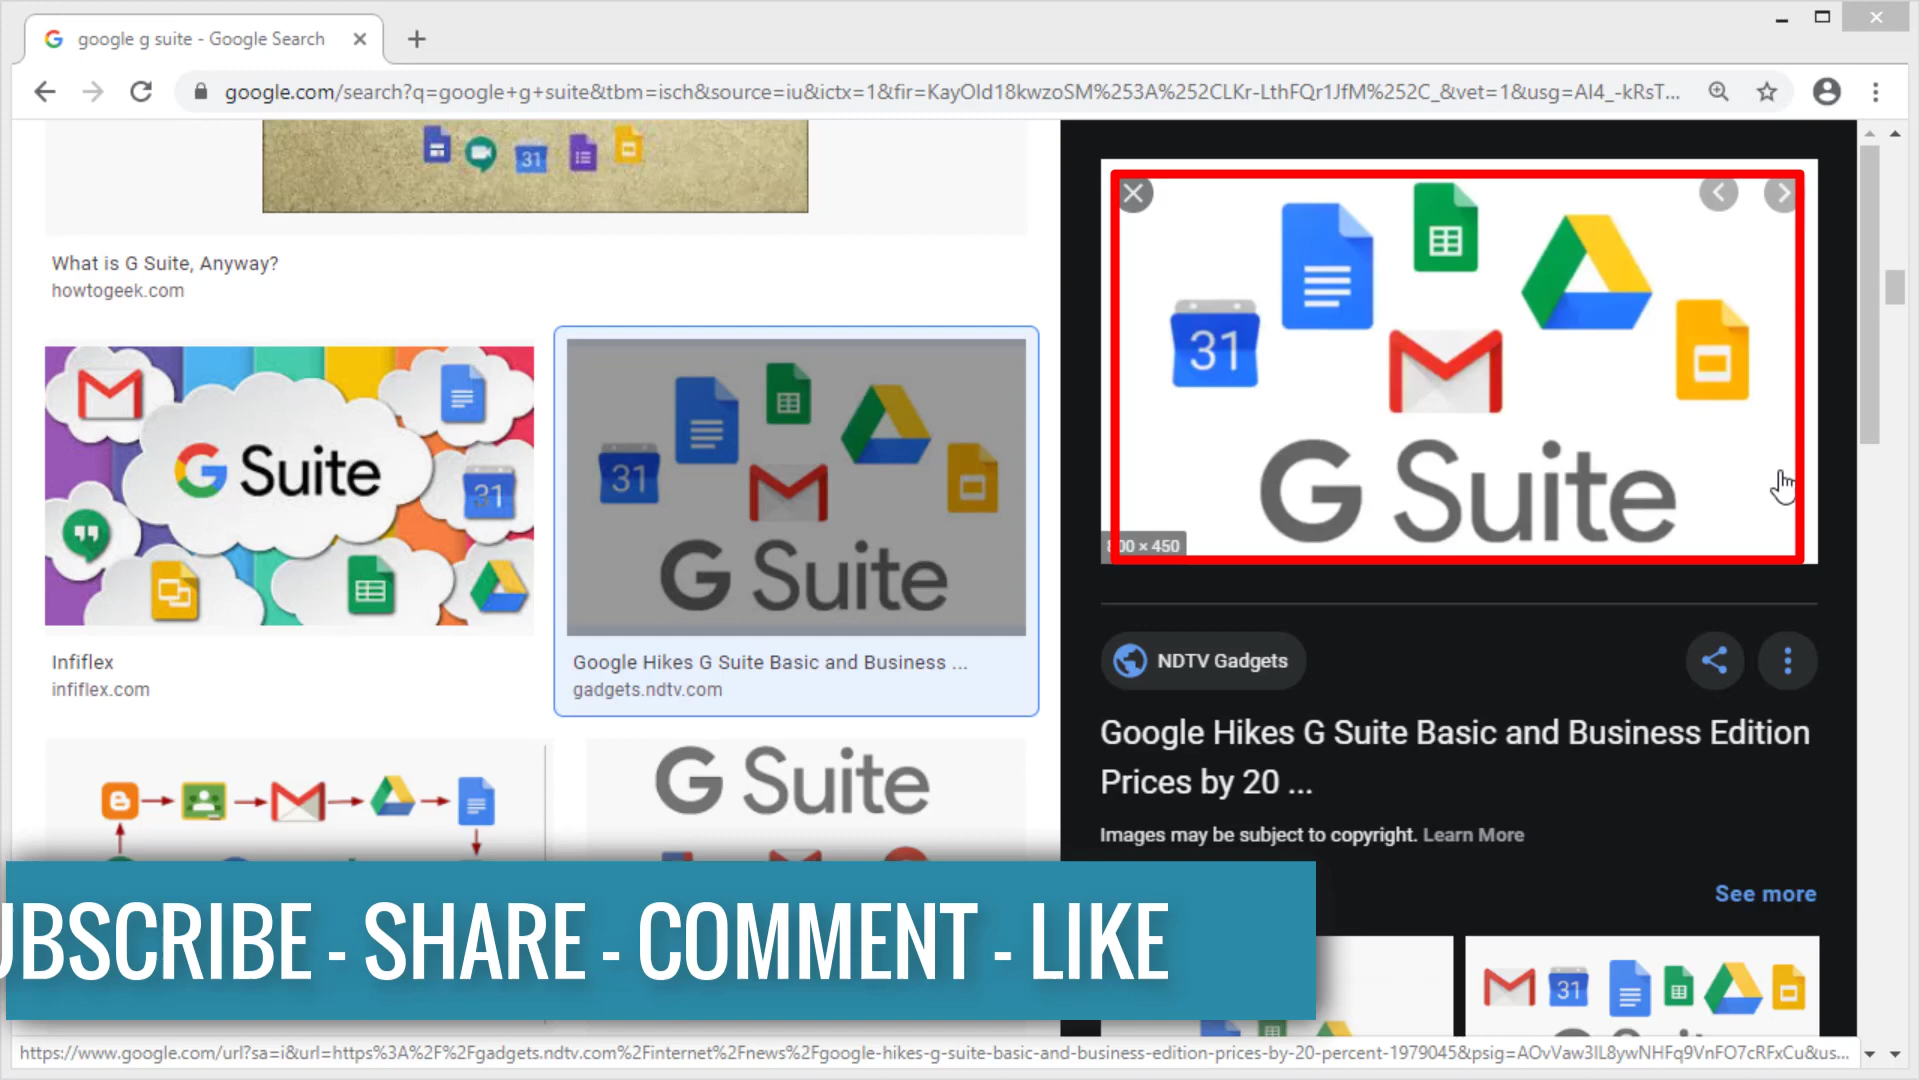 google g suite - Google Search
google.com/search?q=google+g+suite&tbm=isch&source=iu&ictx=1&fir=KayOld18kwzoSM%253A%252CLKr-LthFQr1JfM%252C_&vet=1&usg=AI4_-kRsT...
31
What is G Suite, Anyway?
howtogeek.com
G Suite
31
Infiflex
infiflex.com
31
G Suite
Google Hikes G Suite Basic and Business ...
gadgets.ndtv.com
G Suite
31
G Suite
800 × 450
NDTV Gadgets
Google Hikes G Suite Basic and Business Edition
Prices by 20 ...
Images may be subject to copyright. Learn More
See more
31
UBSCRIBE - SHARE - COMMENT - LIKE
https://www.google.com/url?sa=i&url=https%3A%2F%2Fgadgets.ndtv.com%2Finternet%2Fnews%2Fgoogle-hikes-g-suite-basic-and-business-edition-prices-by-20-percent-1979045&psig=AOvVaw3IL8ywNHFq9VnFO7cRFxCu&us...